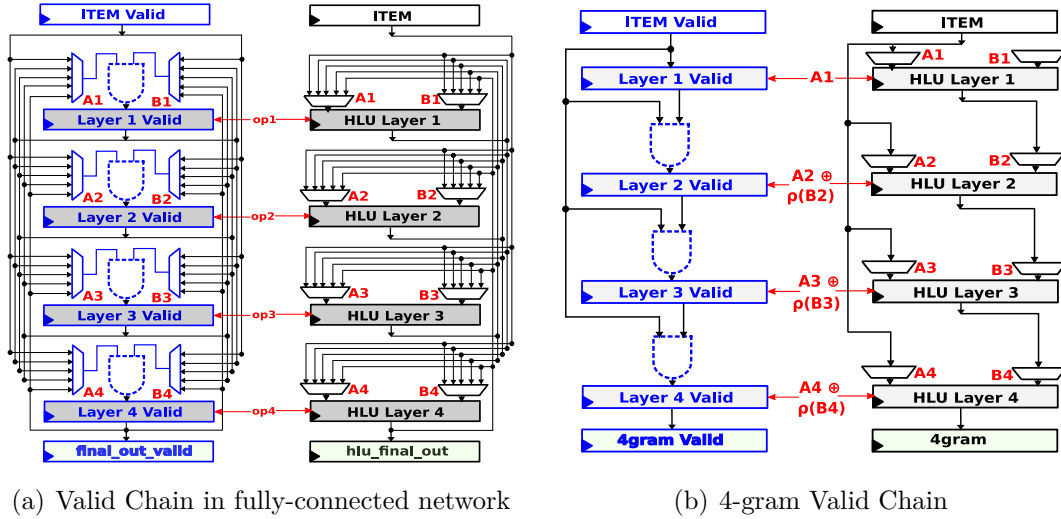 ITEM Valid
A1
B1
Layer 1 Valid
A2
B2
Layer 2 Valid
A3
B3
Layer 3 Valid
A4
B4
Layer 4 Valid
final_out_valid
op1
op2
op3
op4
ITEM
A1
B1
HLU Layer 1
A2
B2
HLU Layer 2
A3
B3
HLU Layer 3
A4
B4
HLU Layer 4
hlu_final_out
(a) Valid Chain in fully-connected network
ITEM Valid
Layer 1 Valid
Layer 2 Valid
Layer 3 Valid
Layer 4 Valid
4gram Valid
A1
A2 ⊕
ρ(B2)
A3 ⊕
ρ(B3)
A4 ⊕
ρ(B4)
ITEM
A1
B1
HLU Layer 1
A2
B2
HLU Layer 2
A3
B3
HLU Layer 3
A4
B4
HLU Layer 4
4gram
(b) 4-gram Valid Chain